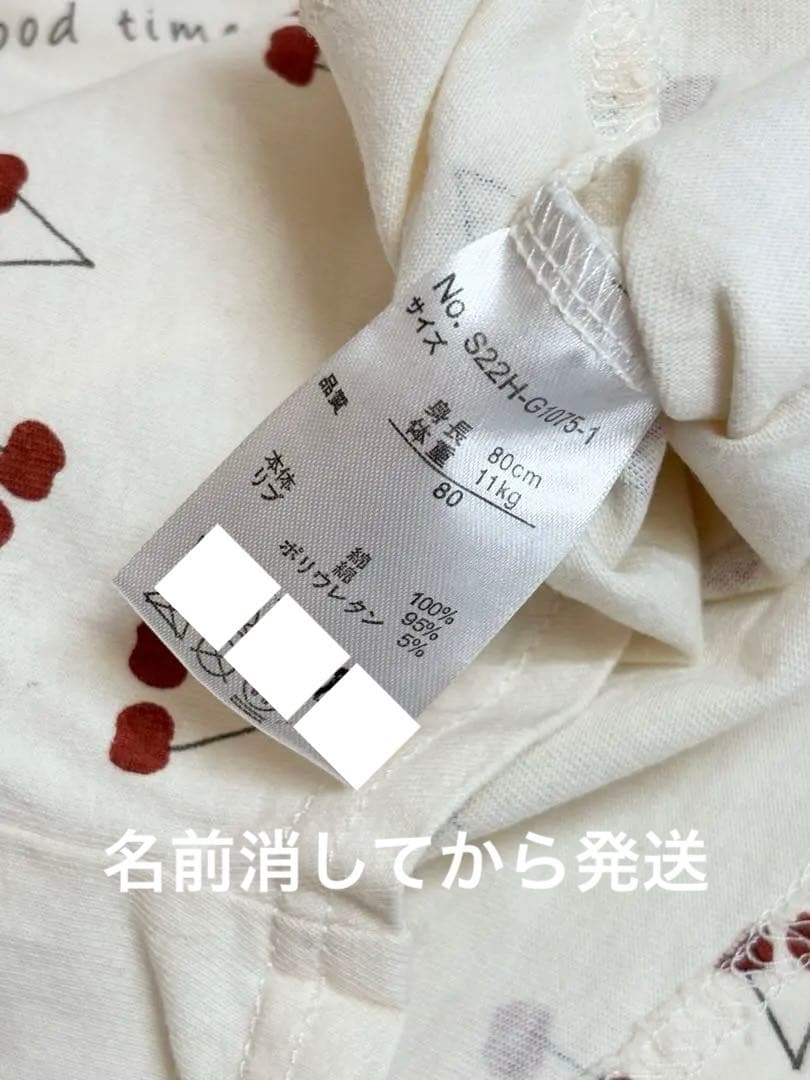 ood time
No. S22H-G1075-1
サイズ
身長 80cm
体重 11kg
80
品質
本体 綿 100%
リブ 綿 95%
ポリウレタン 5%
名前消してから発送